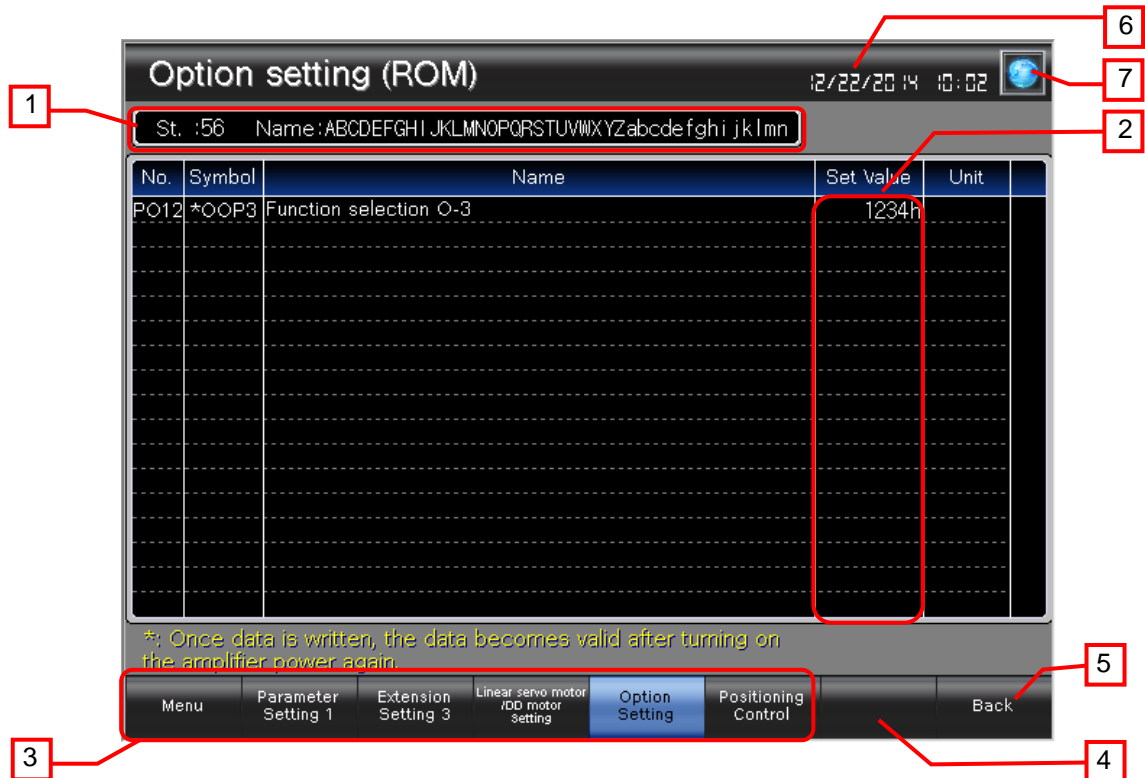 6
Option setting (ROM)
12/22/2014 10:02
7
1
St. :56 Name:ABCDEFGHIJKLMNOPQRSTUVWXYZabcdefghijklmn
2
No. Symbol Name Set Value Unit
PO12 *OOP3 Function selection O-3 1234h
*: Once data is written, the data becomes valid after turning on
the amplifier power again.
5
Menu
Parameter
Setting 1
Extension
Setting 3
Linear servo motor
/DD motor
Setting
Option
Setting
Positioning
Control
Back
3
4